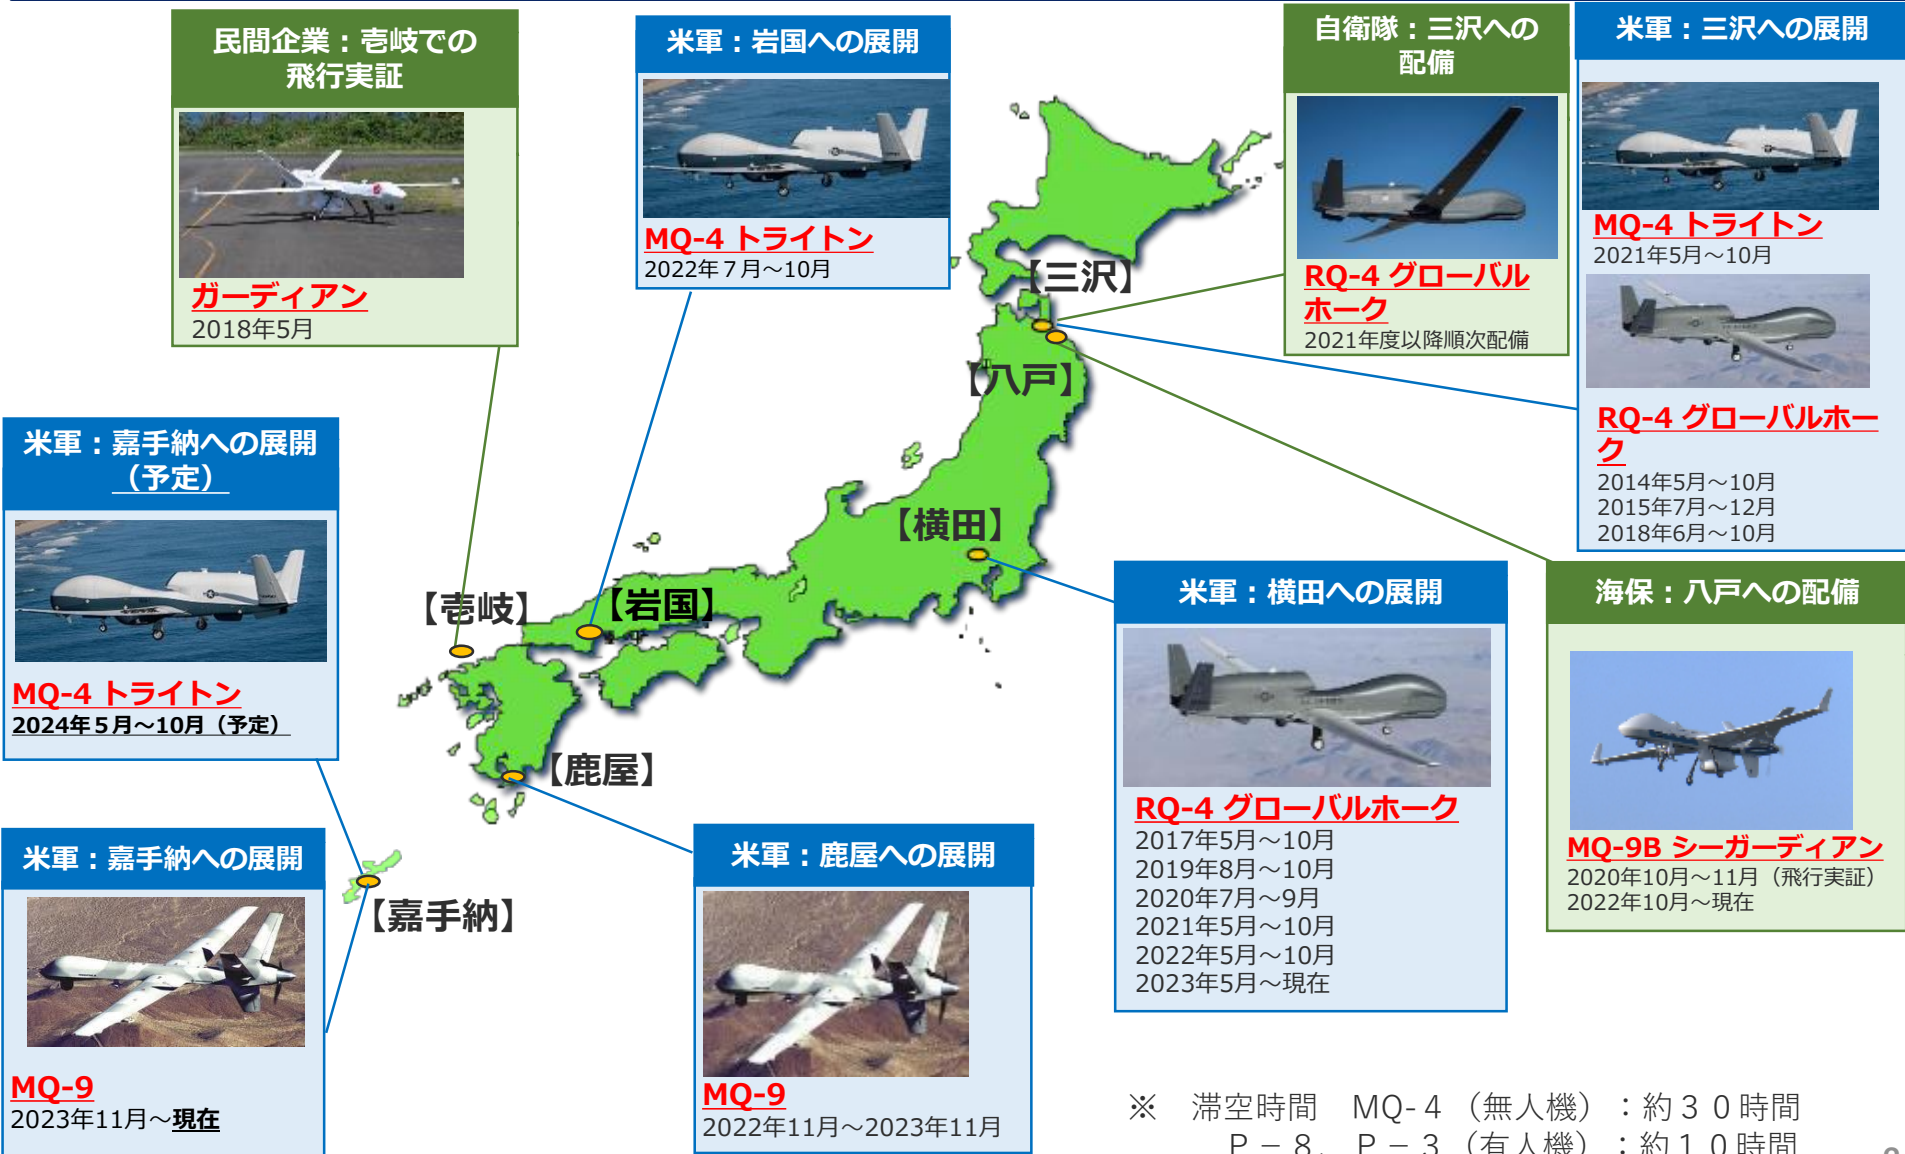 民間企業：壱岐での
飛行実証
ガーディアン
2018年5月
米軍：岩国への展開
MQ-4 トライトン
2022年７月～10月
自衛隊：三沢への
配備
RQ-4 グローバル
ホーク
2021年度以降順次配備
米軍：三沢への展開
MQ-4 トライトン
2021年5月～10月
RQ-4 グローバルホー
ク
2014年5月～10月
2015年7月～12月
2018年6月～10月
【三沢】
【八戸】
【横田】
【岩国】
【壱岐】
【鹿屋】
【嘉手納】
米軍：嘉手納への展開
（予定）
MQ-4 トライトン
2024年５月～10月（予定）
米軍：嘉手納への展開
MQ-9
2023年11月～現在
米軍：鹿屋への展開
MQ-9
2022年11月～2023年11月
米軍：横田への展開
RQ-4 グローバルホーク
2017年5月～10月
2019年8月～10月
2020年7月～9月
2021年5月～10月
2022年5月～10月
2023年5月～現在
海保：八戸への配備
MQ-9B シーガーディアン
2020年10月～11月（飛行実証）
2022年10月～現在
※　滞空時間　MQ-４（無人機）：約３０時間
Ｐ－８、Ｐ－３（有人機）：約１０時間